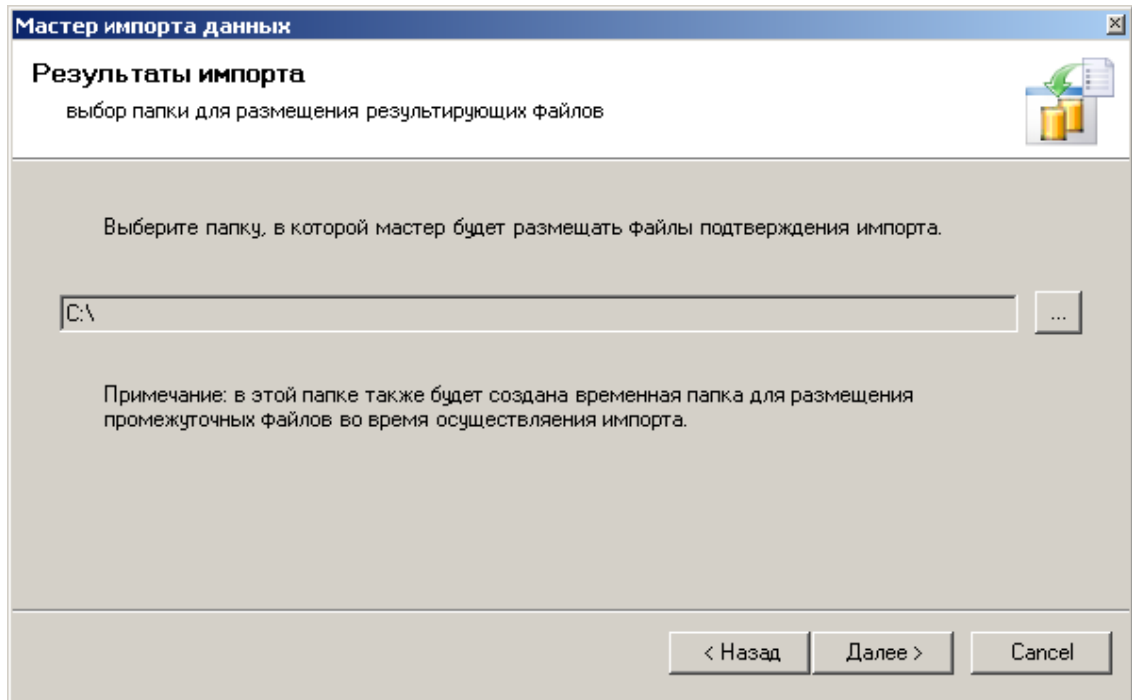 Мастер импорта данных
Результаты импорта
выбор папки для размещения результирующих файлов
Выберите папку, в которой мастер будет размещать файлы подтверждения импорта.
C:\
...
Примечание: в этой папке также будет создана временная папка для размещения
промежуточных файлов во время осуществляения импорта.
< Назад
Далее >
Cancel